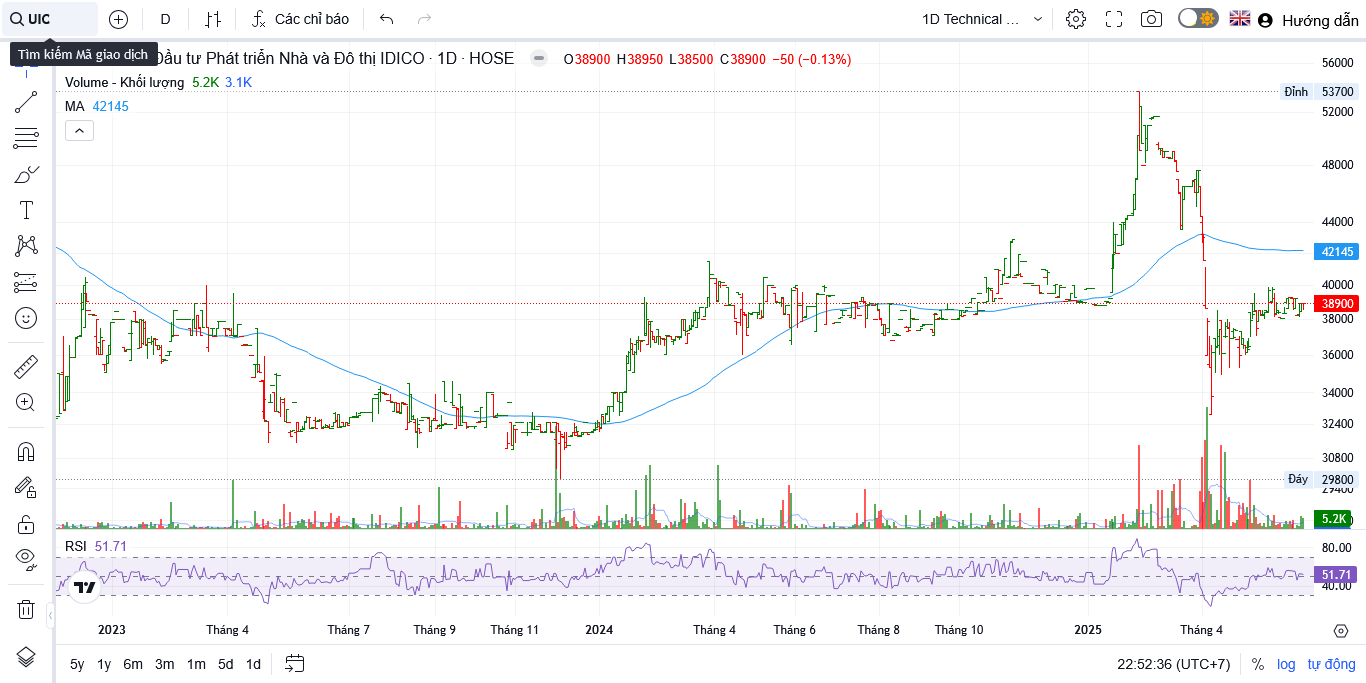 UIC D Các chỉ báo 1D Technical ... Hướng dẫn
Tìm kiếm Mã giao dịch
Đầu tư Phát triển Nhà và Đô thị IDICO · 1D · HOSE O38900 H38950 L38500 C38900 −50 (−0.13%)
Volume - Khối lượng 5.2K 3.1K
MA 42145
56000
Đỉnh 53700
52000
48000
44000
42145
40000
38900
38000
36000
34000
32400
30800
Đáy 29800
29400
5.2K
RSI 51.71
80.00
51.71
40.00
2023 Tháng 4 Tháng 7 Tháng 9 Tháng 11 2024 Tháng 4 Tháng 6 Tháng 8 Tháng 10 2025 Tháng 4
5y 1y 6m 3m 1m 5d 1d 22:52:36 (UTC+7) % log tự động